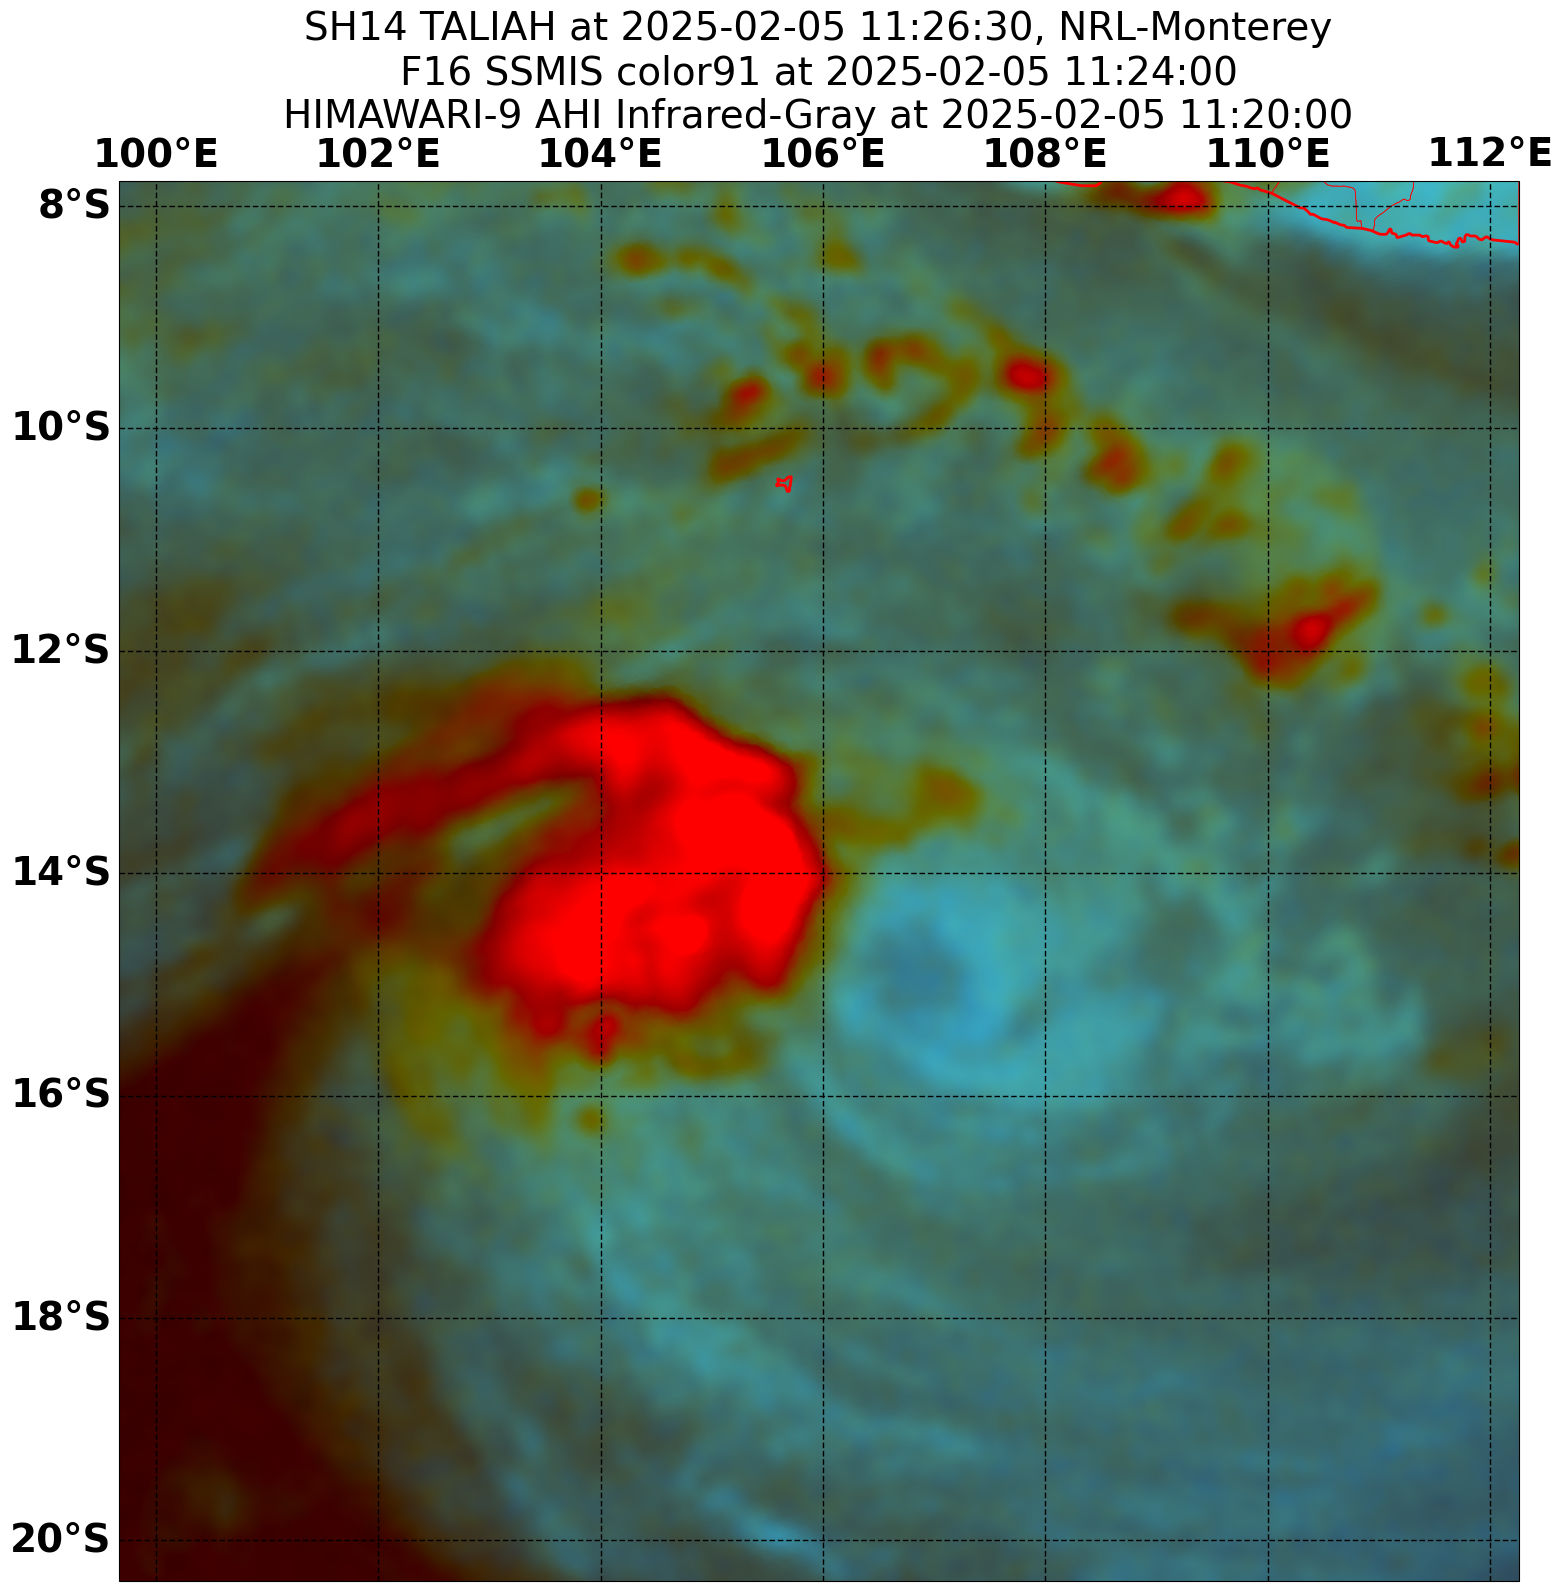 SH14 TALIAH at 2025-02-05 11:26:30, NRL-Monterey
F16 SSMIS color91 at 2025-02-05 11:24:00
HIMAWARI-9 AHI Infrared-Gray at 2025-02-05 11:20:00
100°E 102°E 104°E 106°E 108°E 110°E 112°E
8°S
10°S
12°S
14°S
16°S
18°S
20°S